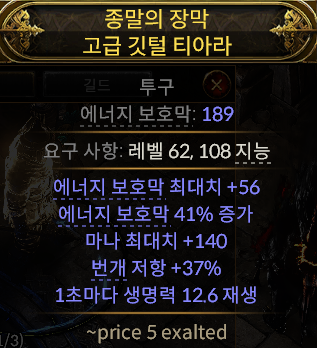 종말의 장막
고급 깃털 티아라
길드 투구
에너지 보호막: 189
요구 사항: 레벨 62, 108 지능
에너지 보호막 최대치 +56
에너지 보호막 41% 증가
마나 최대치 +140
번개 저항 +37%
1초마다 생명력 12.6 재생
~price 5 exalted
1/3)